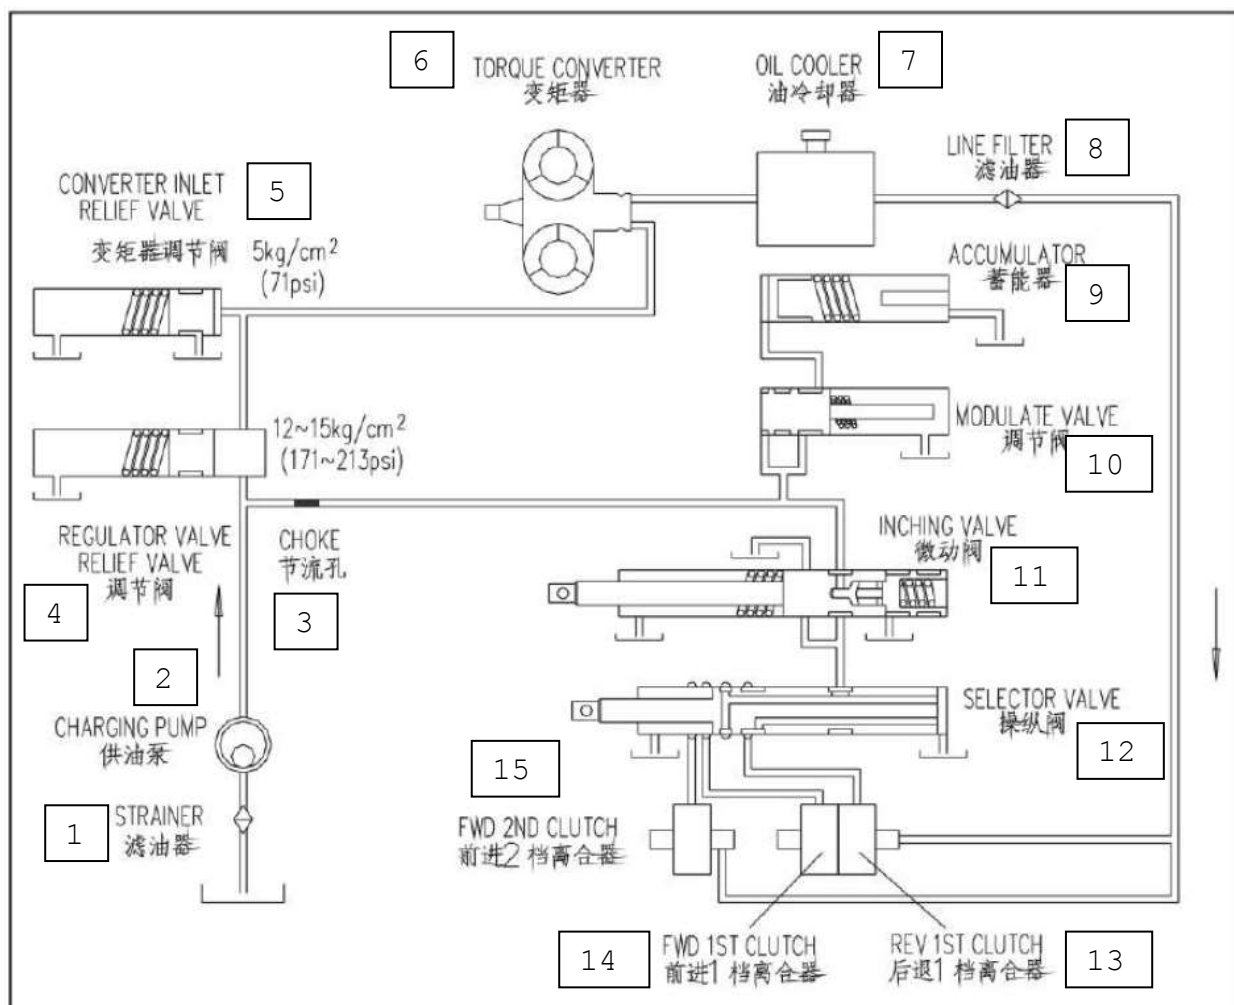 6
TORQUE CONVERTER
变矩器
OIL COOLER
油冷却器
7
LINE FILTER
滤油器
8
CONVERTER INLET
RELIEF VALVE
5
变矩器调节阀
5kg/cm²
(71psi)
ACCUMULATOR
蓄能器
9
12~15kg/cm²
(171~213psi)
MODULATE VALVE
调节阀
10
REGULATOR VALVE
RELIEF VALVE
调节阀
4
CHOKE
节流孔
3
INCHING VALVE
微动阀
11
2
CHARGING PUMP
供油泵
SELECTOR VALVE
操纵阀
12
1
STRAINER
滤油器
15
FWD 2ND CLUTCH
前进2 档离合器
14
FWD 1ST CLUTCH
前进1 档离合器
REV 1ST CLUTCH
后退1 档离合器
13